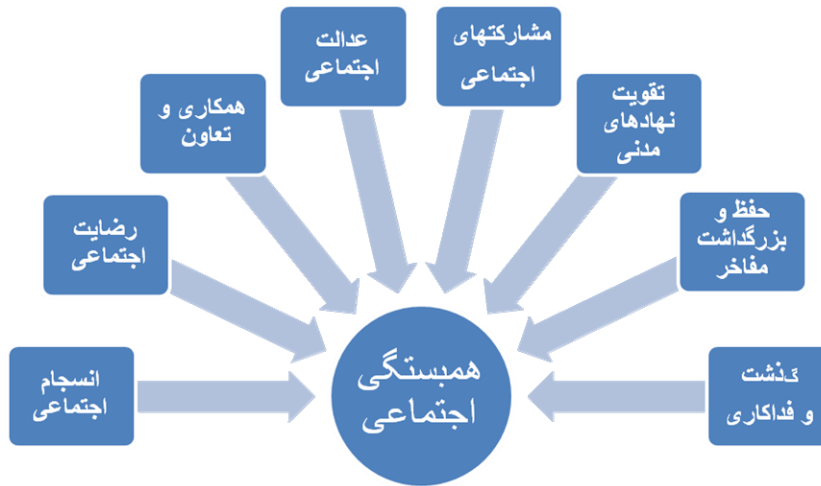 عدالت
اجتماعی
مشارکتهای
اجتماعی
همکاری و
تعاون
تقویت
نهادهای
مدنی
رضایت
اجتماعی
حفظ و
بزرگداشت
مفاخر
انسجام
اجتماعی
گذشت
و فداکاری
همبستگی
اجتماعی